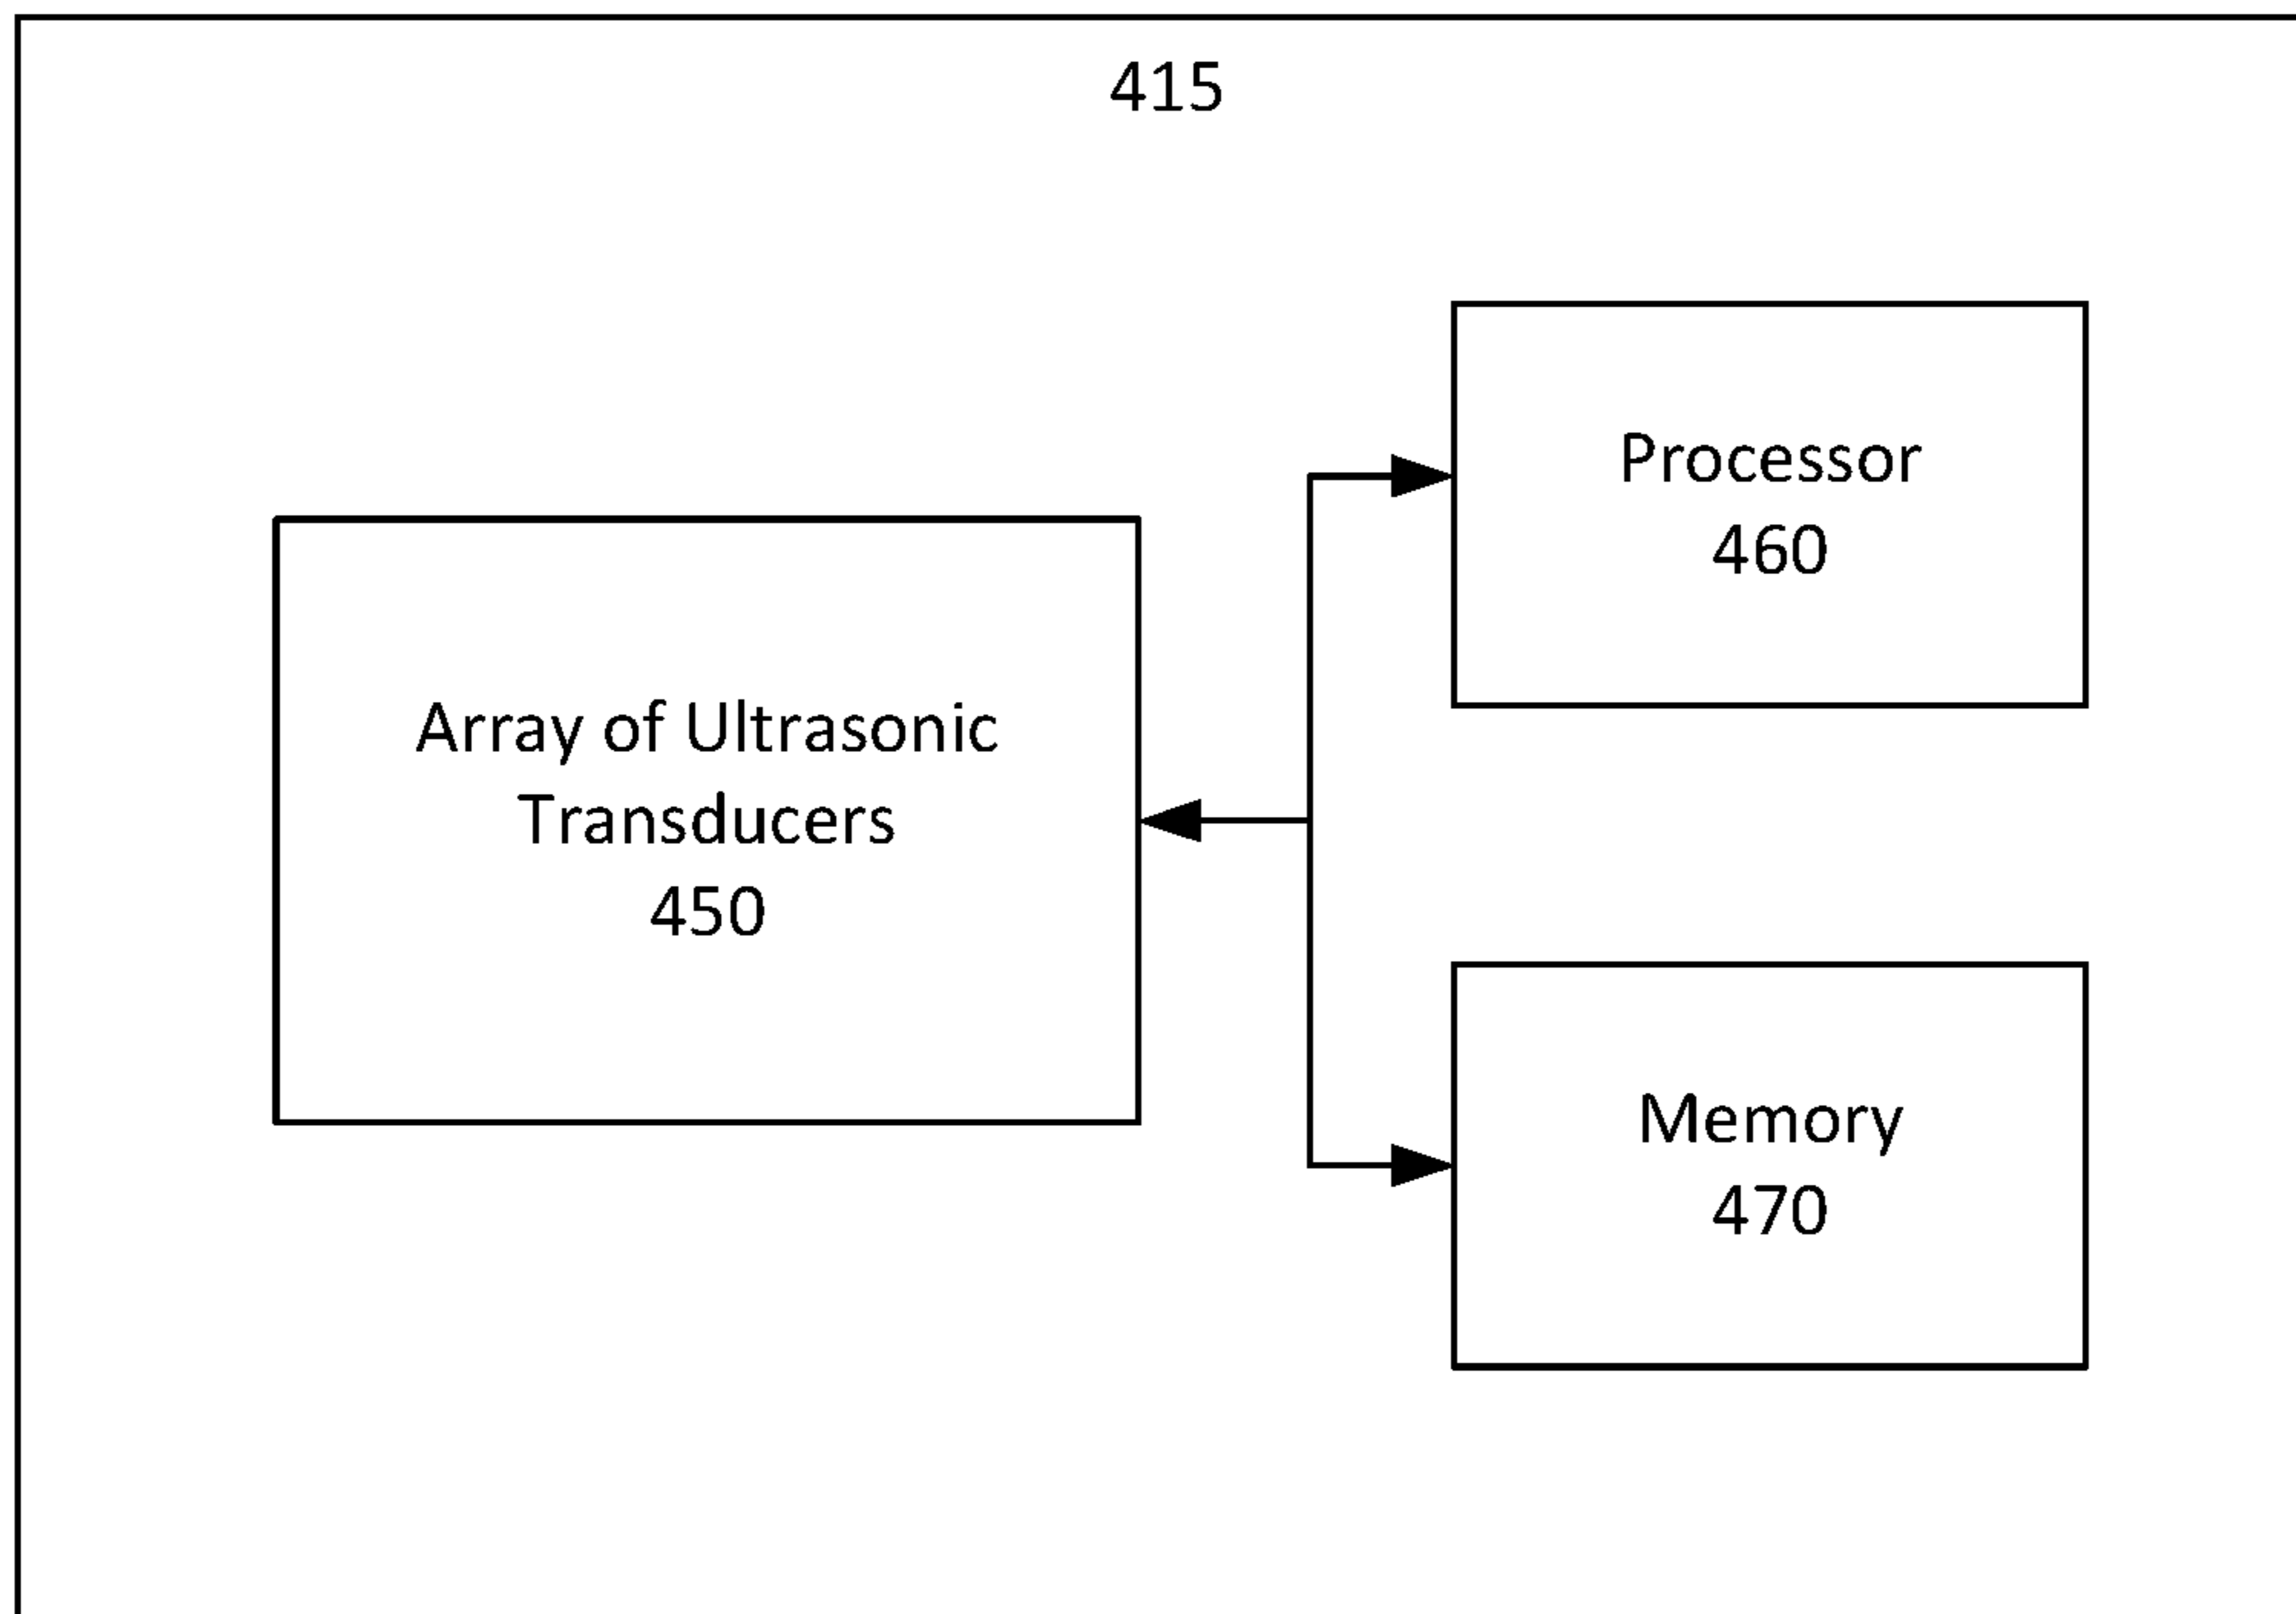 415
Processor
460
Array of Ultrasonic
Transducers
450
Memory
470